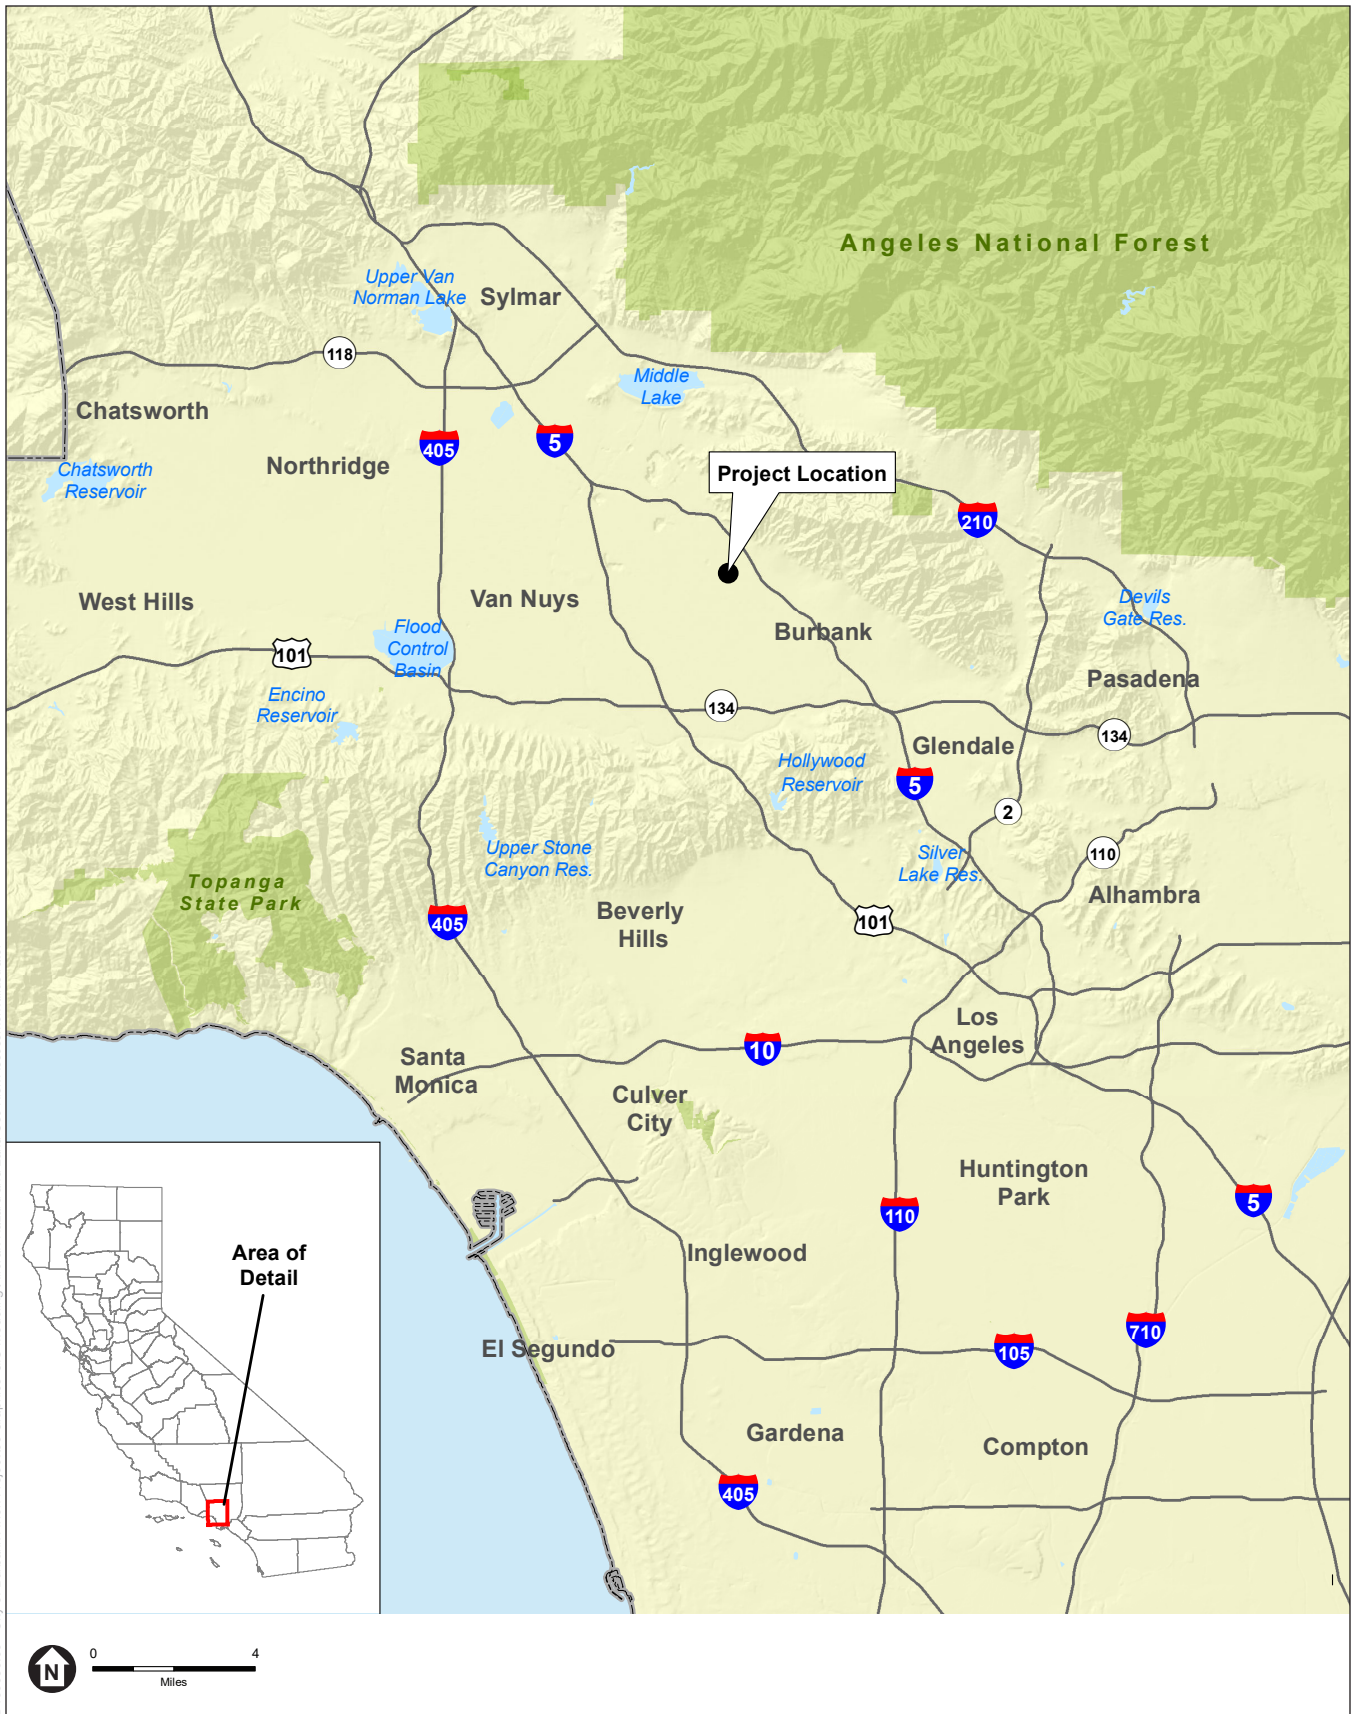 Angeles National Forest
Upper Van
Norman Lake
Sylmar
118
Middle
Lake
Chatsworth
405
5
Northridge
Chatsworth
Reservoir
Project Location
210
West Hills
Van Nuys
Devils
Gate Res.
Flood
Control
Basin
Burbank
101
Pasadena
Encino
Reservoir
134
134
Glendale
Hollywood
Reservoir
5
2
Upper Stone
Canyon Res.
Silver
Lake Res.
110
Topanga
State Park
Alhambra
Beverly
Hills
405
101
Los
Angeles
10
Santa
Monica
Culver
City
Huntington
Park
5
110
Area of
Detail
Inglewood
710
El Segundo
105
Gardena
Compton
405
N
0
4
Miles